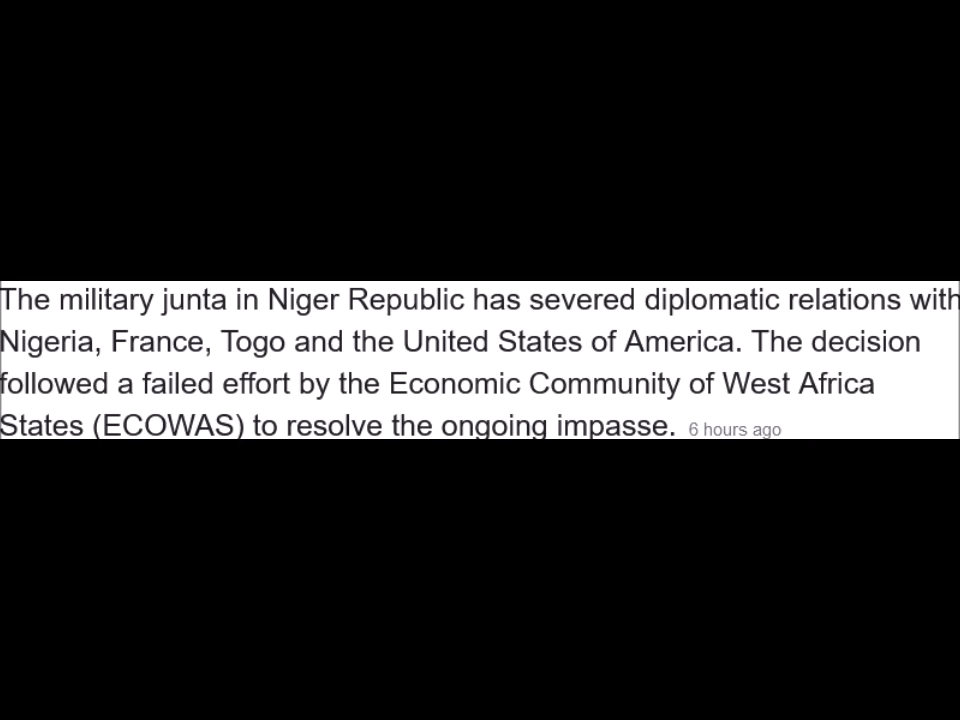 The military junta in Niger Republic has severed diplomatic relations with
Nigeria, France, Togo and the United States of America. The decision
followed a failed effort by the Economic Community of West Africa
States (ECOWAS) to resolve the ongoing impasse. 6 hours ago